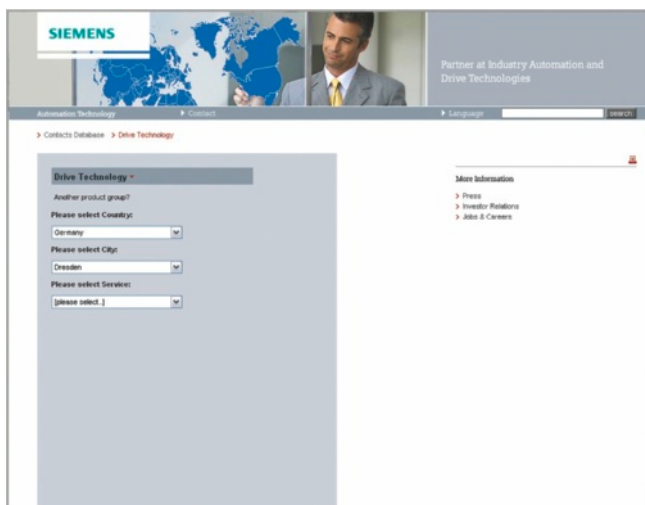 SIEMENS
Partner at Industry Automation and
Drive Technologies
Automation Technology
Contact
Language
search
Contacts Database
Drive Technology
Drive Technology
More Information
Another product group?
Press
Please select Country:
Investor Relations
Jobs & Careers
Germany
Please select City:
Dresden
Please select Service:
[please select..]